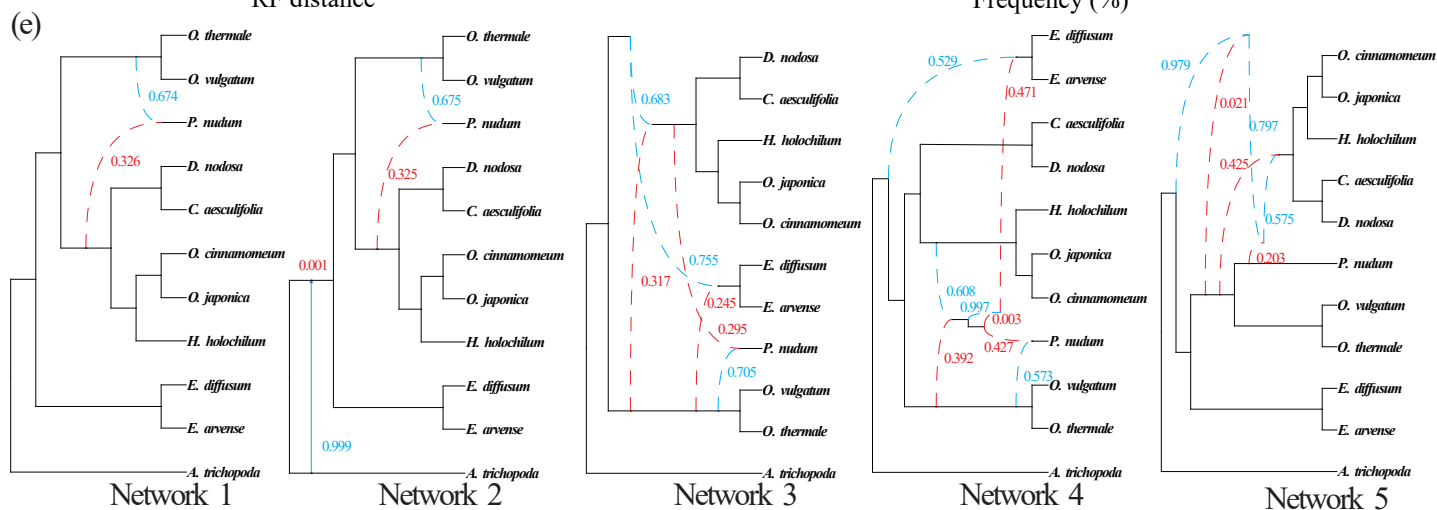 RF distance
Frequency (%)
(e)
O. thermale
O. vulgatum
0.674
P. nudum
0.326
D. nodosa
C. aesculifolia
O. cinnamomeum
O. japonica
H. holochilum
E. diffusum
E. arvense
A. trichopoda
Network 1
O. thermale
O. vulgatum
0.675
P. nudum
0.325
D. nodosa
C. aesculifolia
O. cinnamomeum
0.001
O. japonica
H. holochilum
E. diffusum
E. arvense
0.999
A. trichopoda
Network 2
D. nodosa
0.683
C. aesculifolia
H. holochilum
O. japonica
O. cinnamomeum
0.755
E. diffusum
0.317
0.245
E. arvense
0.295
P. nudum
0.705
O. vulgatum
O. thermale
A. trichopoda
Network 3
E. diffusum
0.529
E. arvense
0.471
C. aesculifolia
D. nodosa
H. holochilum
O. japonica
0.608
O. cinnamomeum
0.997
0.003
P. nudum
0.427
0.392
0.573
O. vulgatum
O. thermale
A. trichopoda
Network 4
O. cinnamomeum
0.979
O. japonica
0.021
0.797
H. holochilum
0.425
C. aesculifolia
0.575
D. nodosa
0.203
P. nudum
O. vulgatum
O. thermale
E. diffusum
E. arvense
A. trichopoda
Network 5